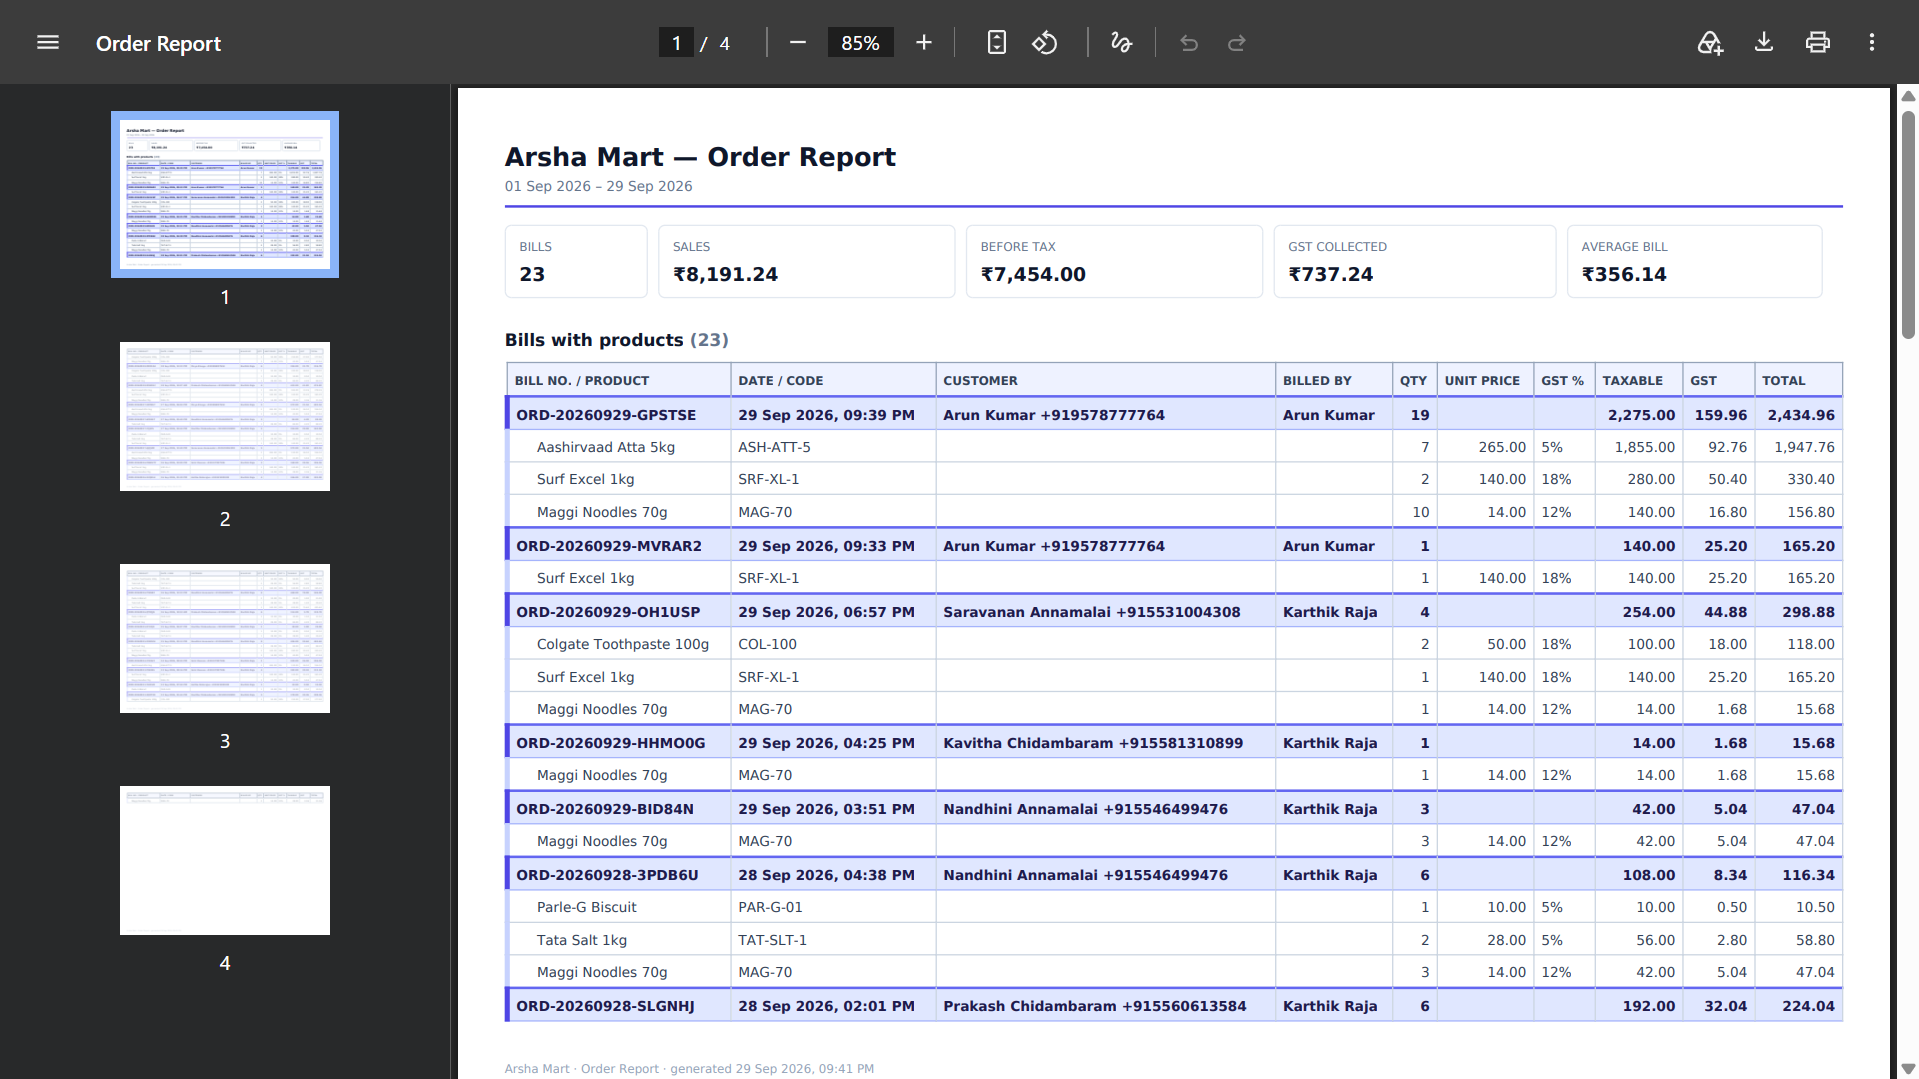 Order Report
1 / 4
85%
1
2
3
4
Arsha Mart — Order Report
01 Sep 2026 – 29 Sep 2026
BILLS SALES BEFORE TAX GST COLLECTED AVERAGE BILL
23 ₹8,191.24 ₹7,454.00 ₹737.24 ₹356.14
Bills with products (23)
BILL NO. / PRODUCT DATE / CODE CUSTOMER BILLED BY QTY UNIT PRICE GST % TAXABLE GST TOTAL
ORD-20260929-GPSTSE 29 Sep 2026, 09:39 PM Arun Kumar +919578777764 Arun Kumar 19 2,275.00 159.96 2,434.96
Aashirvaad Atta 5kg ASH-ATT-5 7 265.00 5% 1,855.00 92.76 1,947.76
Surf Excel 1kg SRF-XL-1 2 140.00 18% 280.00 50.40 330.40
Maggi Noodles 70g MAG-70 10 14.00 12% 140.00 16.80 156.80
ORD-20260929-MVRAR2 29 Sep 2026, 09:33 PM Arun Kumar +919578777764 Arun Kumar 1 140.00 25.20 165.20
Surf Excel 1kg SRF-XL-1 1 140.00 18% 140.00 25.20 165.20
ORD-20260929-OH1USP 29 Sep 2026, 06:57 PM Saravanan Annamalai +915531004308 Karthik Raja 4 254.00 44.88 298.88
Colgate Toothpaste 100g COL-100 2 50.00 18% 100.00 18.00 118.00
Surf Excel 1kg SRF-XL-1 1 140.00 18% 140.00 25.20 165.20
Maggi Noodles 70g MAG-70 1 14.00 12% 14.00 1.68 15.68
ORD-20260929-HHMO0G 29 Sep 2026, 04:25 PM Kavitha Chidambaram +915581310899 Karthik Raja 1 14.00 1.68 15.68
Maggi Noodles 70g MAG-70 1 14.00 12% 14.00 1.68 15.68
ORD-20260929-BID84N 29 Sep 2026, 03:51 PM Nandhini Annamalai +915546499476 Karthik Raja 3 42.00 5.04 47.04
Maggi Noodles 70g MAG-70 3 14.00 12% 42.00 5.04 47.04
ORD-20260928-3PDB6U 28 Sep 2026, 04:38 PM Nandhini Annamalai +915546499476 Karthik Raja 6 108.00 8.34 116.34
Parle-G Biscuit PAR-G-01 1 10.00 5% 10.00 0.50 10.50
Tata Salt 1kg TAT-SLT-1 2 28.00 5% 56.00 2.80 58.80
Maggi Noodles 70g MAG-70 3 14.00 12% 42.00 5.04 47.04
ORD-20260928-SLGNHJ 28 Sep 2026, 02:01 PM Prakash Chidambaram +915560613584 Karthik Raja 6 192.00 32.04 224.04
Arsha Mart · Order Report · generated 29 Sep 2026, 09:41 PM